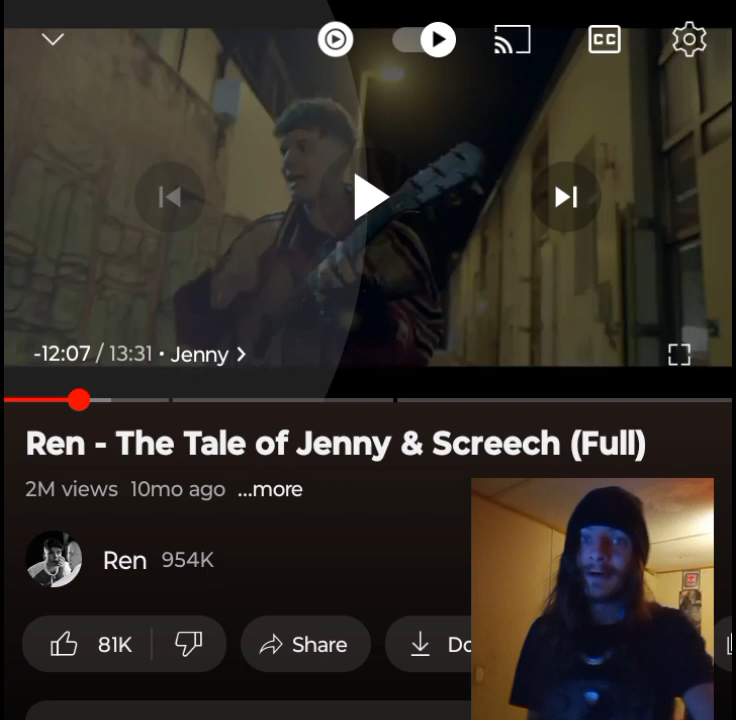 CC
-12:07 / 13:31 • Jenny >
Ren - The Tale of Jenny & Screech (Full)
2M views 10mo ago ...more
Ren 954K
81K Share Do